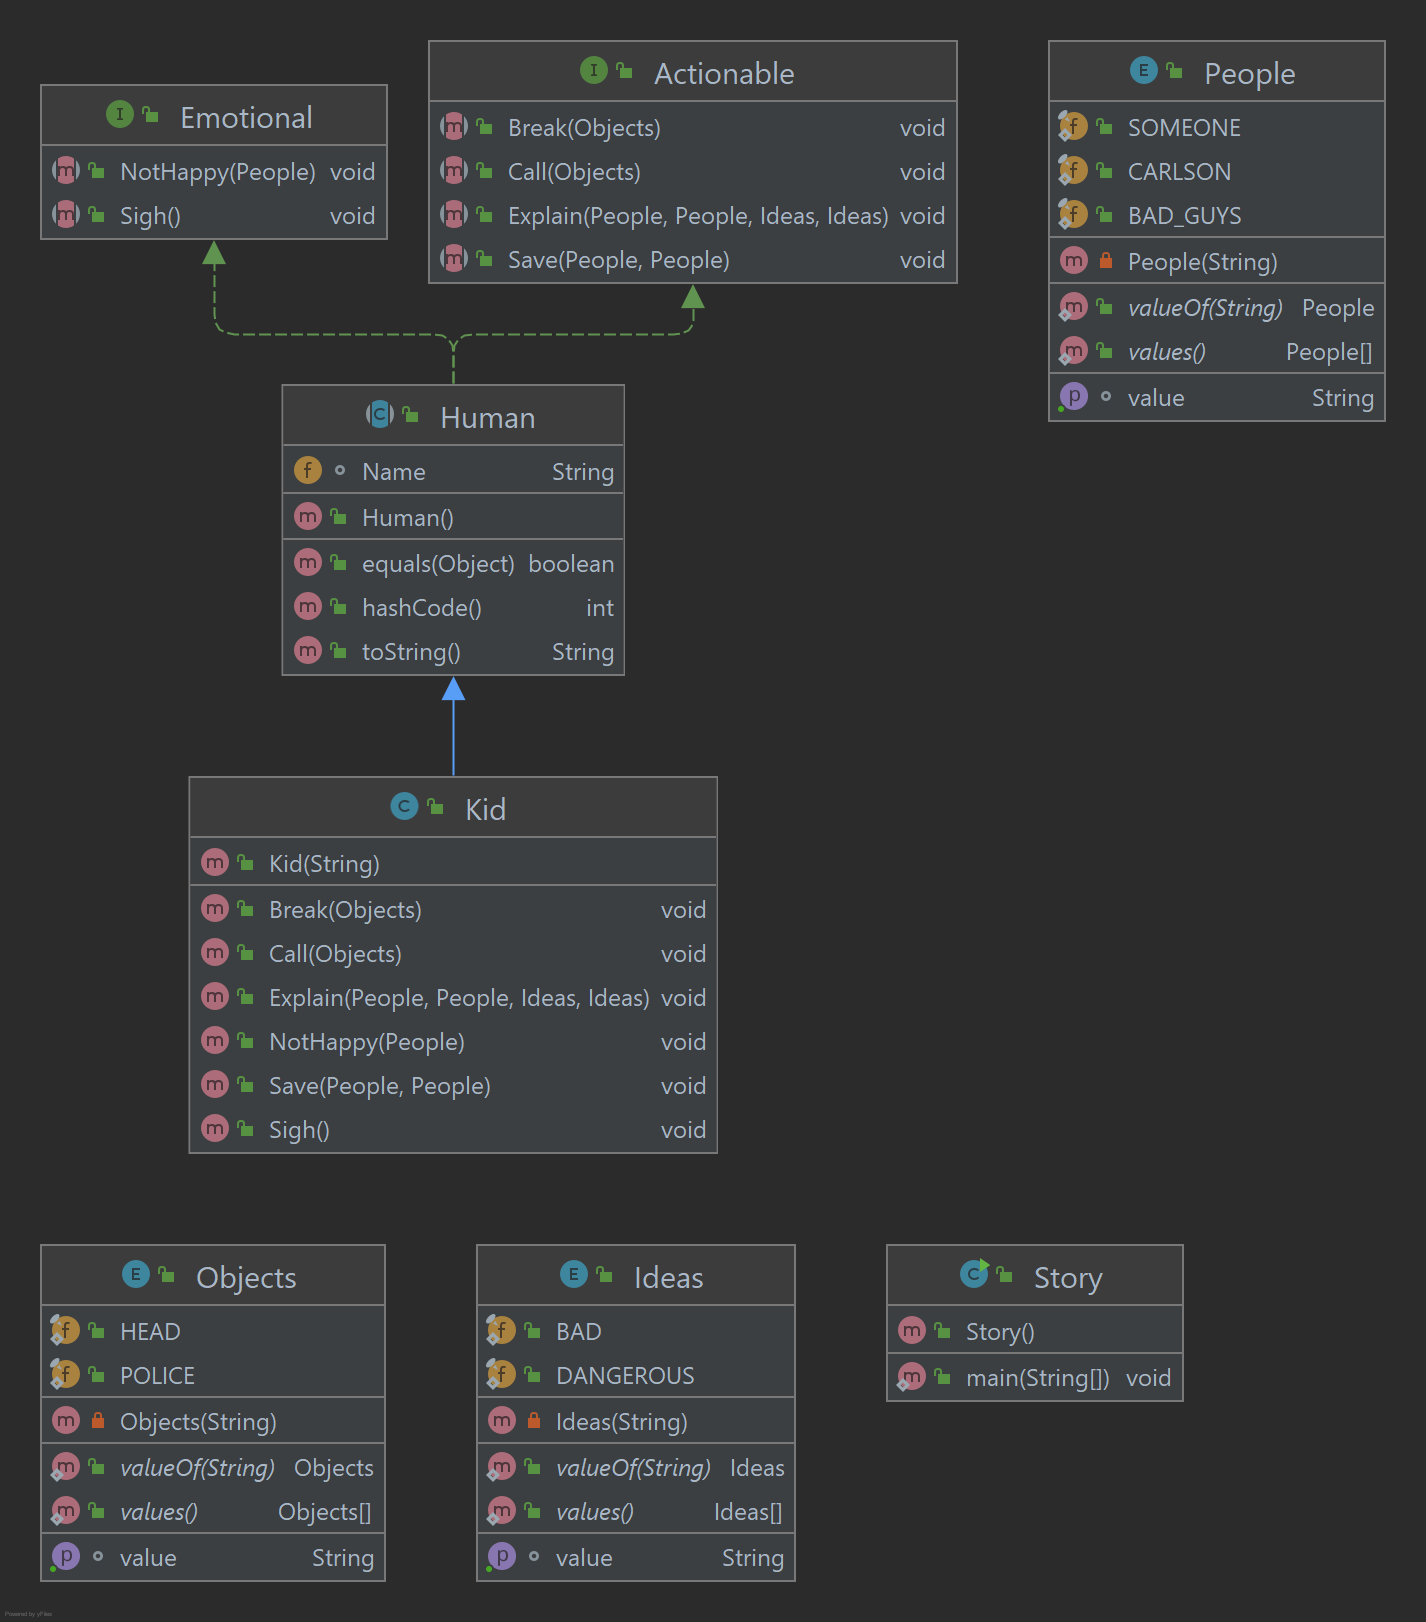 Emotional
NotHappy(People) void
Sigh() void
Actionable
Break(Objects) void
Call(Objects) void
Explain(People, People, Ideas, Ideas) void
Save(People, People) void
People
SOMEONE
CARLSON
BAD_GUYS
People(String)
valueOf(String) People
values() People[]
value String
Human
Name String
Human()
equals(Object) boolean
hashCode() int
toString() String
Kid
Kid(String)
Break(Objects) void
Call(Objects) void
Explain(People, People, Ideas, Ideas) void
NotHappy(People) void
Save(People, People) void
Sigh() void
Objects
HEAD
POLICE
Objects(String)
valueOf(String) Objects
values() Objects[]
value String
Ideas
BAD
DANGEROUS
Ideas(String)
valueOf(String) Ideas
values() Ideas[]
value String
Story
Story()
main(String[]) void
Powered by yFiles